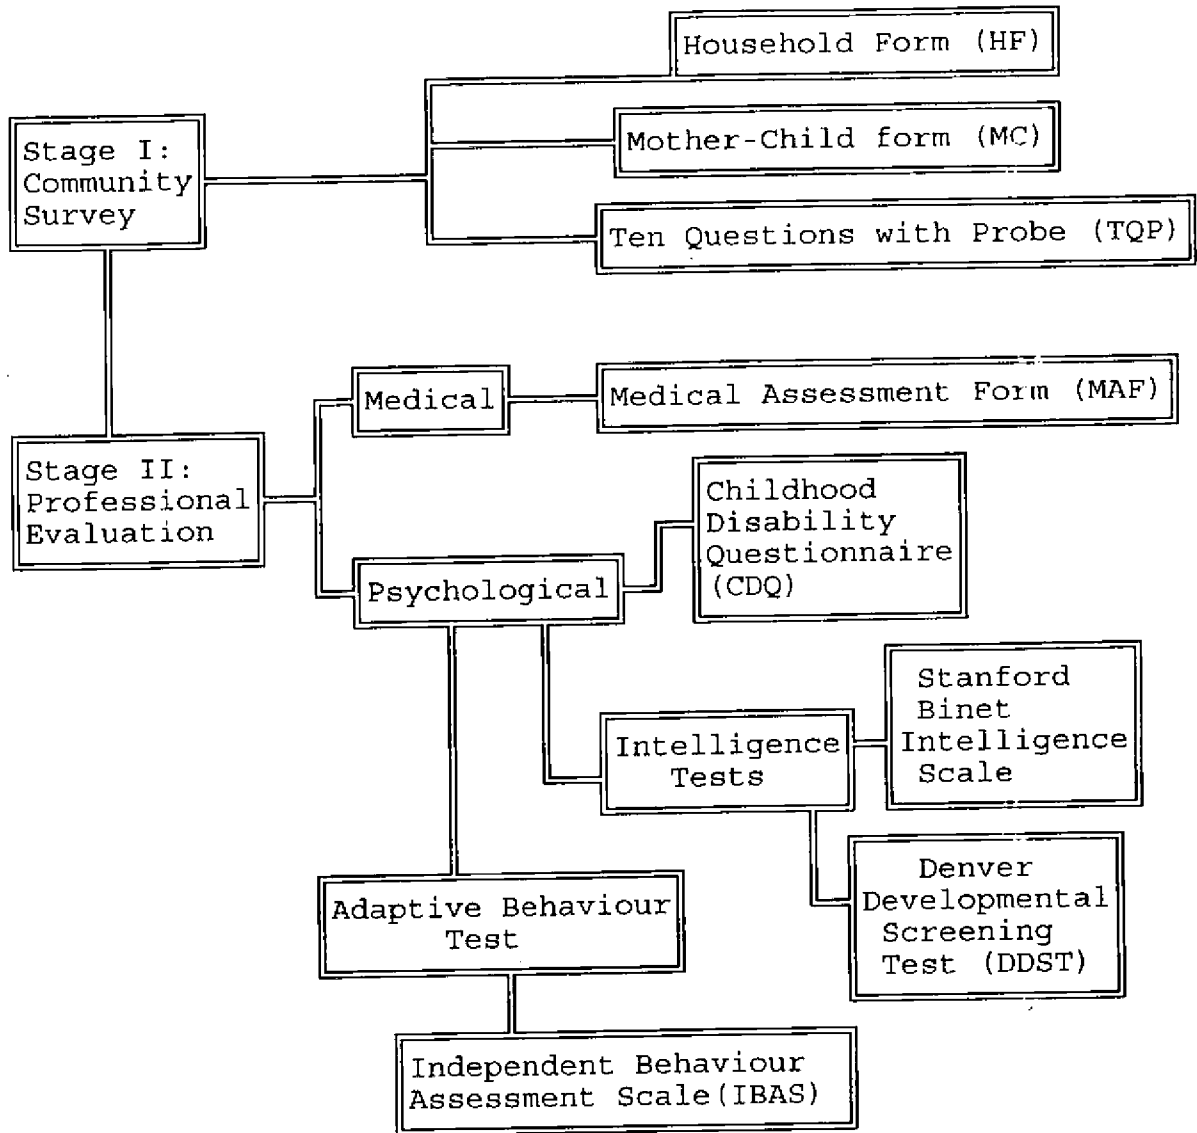 Household Form (HF)
Stage I:
Community
Survey
Mother-Child form (MC)
Ten Questions with Probe (TQP)
Medical
Medical Assessment Form (MAF)
Stage II:
Professional
Evaluation
Childhood
Disability
Questionnaire
(CDQ)
Psychological
Stanford
Binet
Intelligence
Scale
Intelligence
Tests
Denver
Developmental
Screening
Test (DDST)
Adaptive Behaviour
Test
Independent Behaviour
Assessment Scale(IBAS)